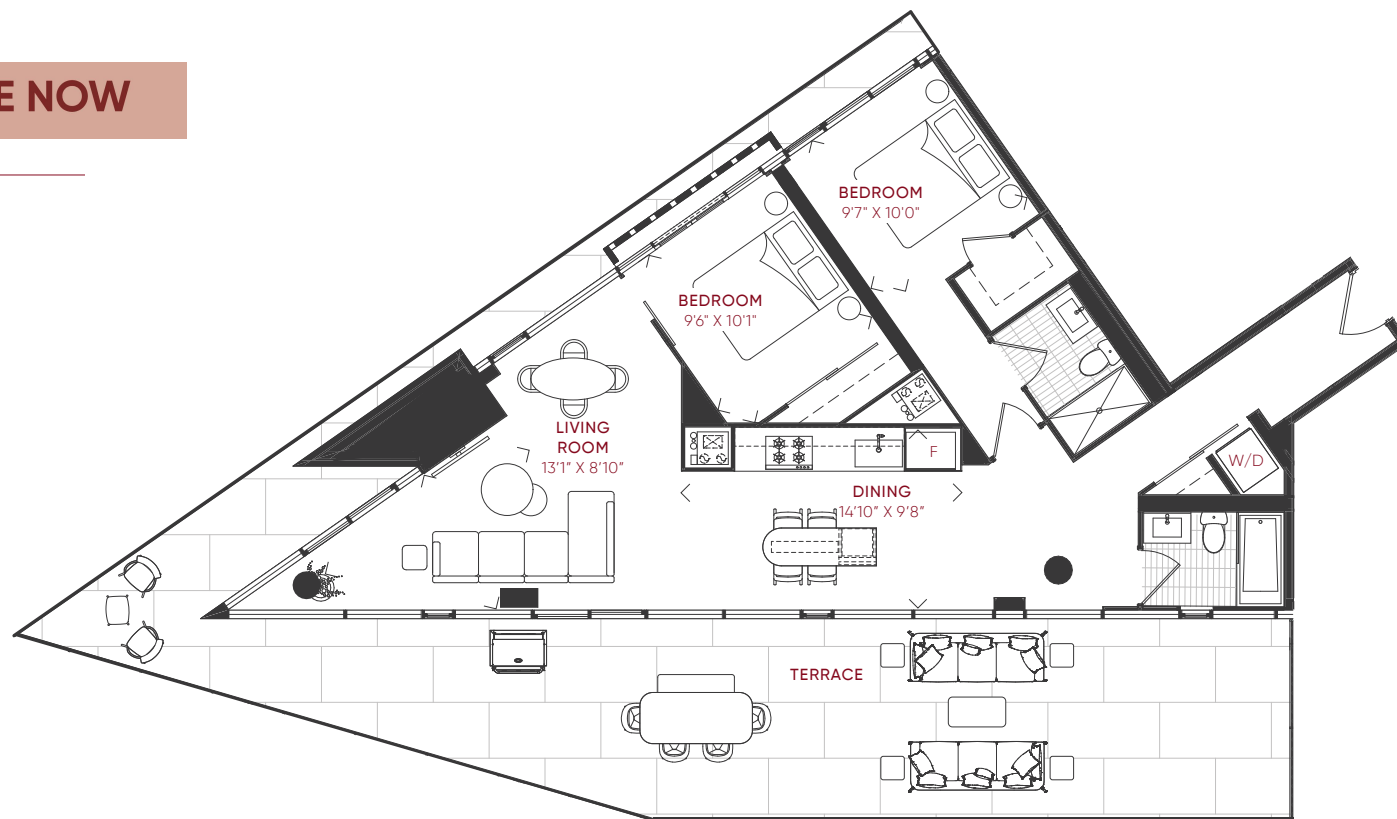 E NOW
BEDROOM
9'7" X 10'0"
BEDROOM
9'6" X 10'1"
LIVING
ROOM
13'1" X 8'10"
F
W/D
DINING
14'10" X 9'8"
TERRACE